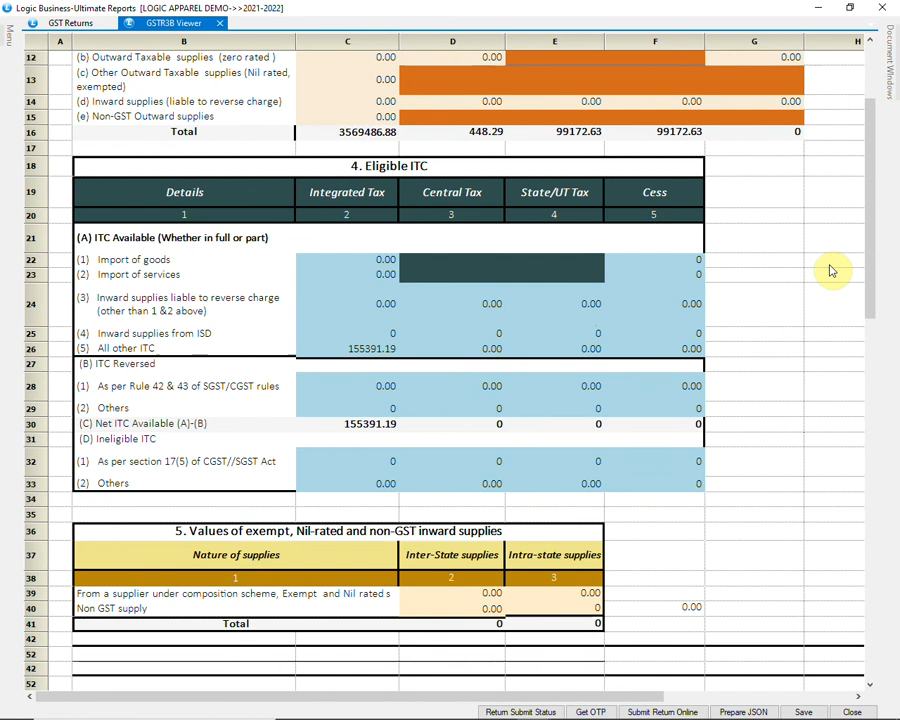 Logic Business-Ultimate Reports [LOGIC APPAREL DEMO->>2021-2022]
GST Returns GSTR3B Viewer ×
Menu
Document Windows
A B C D E F G H
12 (b) Outward Taxable supplies (zero rated ) 0.00 0.00 0.00
13 (c) Other Outward Taxable supplies (Nil rated, exempted) 0.00
14 (d) Inward supplies (liable to reverse charge) 0.00 0.00 0.00 0.00 0.00
15 (e) Non-GST Outward supplies 0.00
16 Total 3569486.88 448.29 99172.63 99172.63 0
17
18 4. Eligible ITC
19 Details Integrated Tax Central Tax State/UT Tax Cess
20 1 2 3 4 5
21 (A) ITC Available (Whether in full or part)
22 (1) Import of goods 0.00 0
23 (2) Import of services 0.00 0
24 (3) Inward supplies liable to reverse charge (other than 1 &2 above) 0.00 0.00 0.00 0.00
25 (4) Inward supplies from ISD 0 0 0 0
26 (5) All other ITC 155391.19 0.00 0.00 0.00
27 (B) ITC Reversed
28 (1) As per Rule 42 & 43 of SGST/CGST rules 0.00 0.00 0.00 0.00
29 (2) Others 0 0 0 0
30 (C) Net ITC Available (A)-(B) 155391.19 0 0 0
31 (D) Ineligible ITC
32 (1) As per section 17(5) of CGST//SGST Act 0 0 0 0
33 (2) Others 0.00 0.00 0.00 0
34
35
36 5. Values of exempt, Nil-rated and non-GST inward supplies
37 Nature of supplies Inter-State supplies Intra-state supplies
38 1 2 3
39 From a supplier under composition scheme, Exempt and Nil rated s 0.00 0.00
40 Non GST supply 0.00 0 0.00
41 Total 0 0
42
52
42
52
Return Submit Status Get OTP Submit Return Online Prepare JSON Save Close